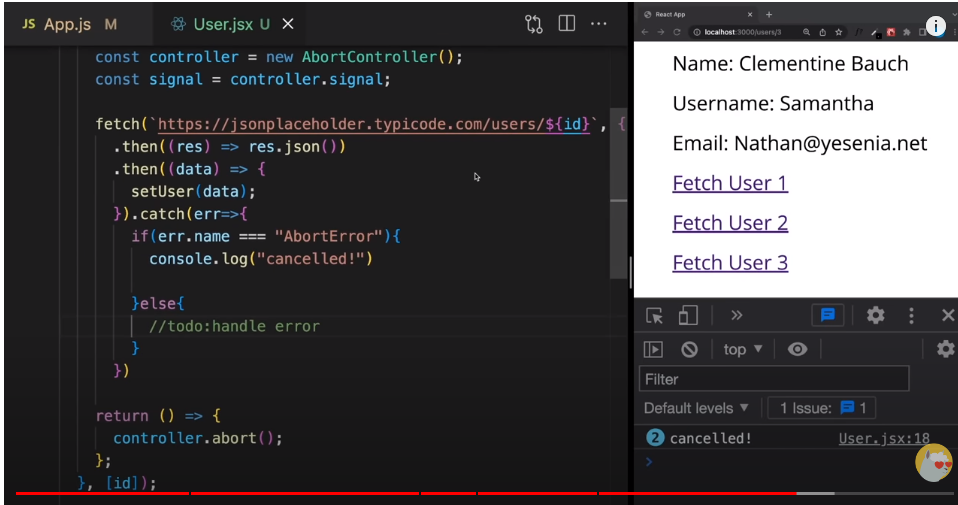 JS App.js M
User.jsx U
const controller = new AbortController();
const signal = controller.signal;
fetch(`https://jsonplaceholder.typicode.com/users/${id}`, {
.then((res) => res.json())
.then((data) => {
setUser(data);
}).catch(err=>{
if(err.name === "AbortError"){
console.log("cancelled!")
}else{
//todo:handle error
}
})
return () => {
controller.abort();
};
}, [id]);
React App
localhost:3000/users/3
Name: Clementine Bauch
Username: Samantha
Email: Nathan@yesenia.net
Fetch User 1
Fetch User 2
Fetch User 3
top
Filter
Default levels
1 Issue: 1
2 cancelled! User.jsx:18